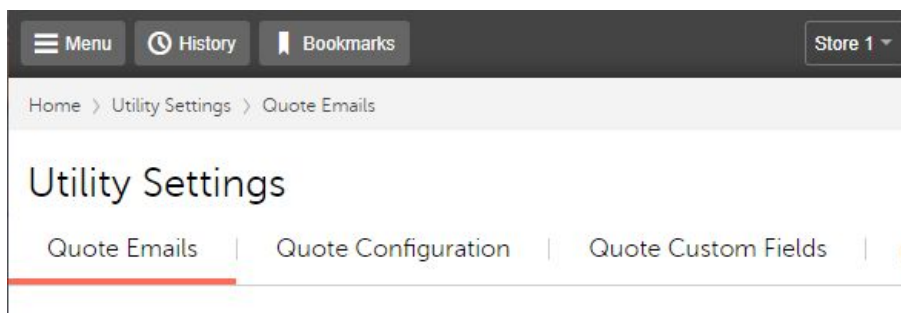 Menu History Bookmarks Store 1
Home > Utility Settings > Quote Emails
Utility Settings
Quote Emails | Quote Configuration | Quote Custom Fields |